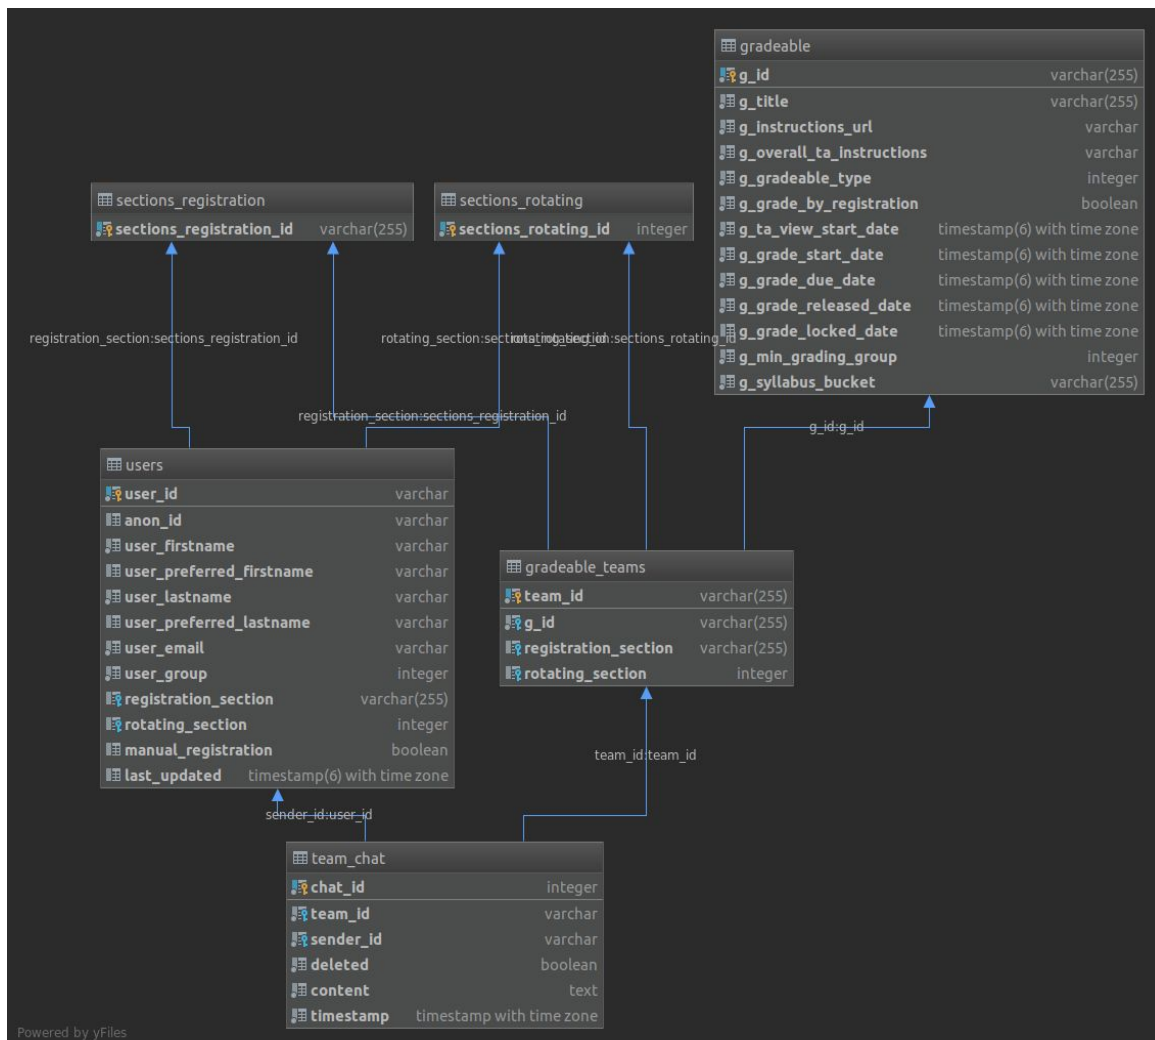 gradeable
g_id varchar(255)
g_title varchar(255)
g_instructions_url varchar
g_overall_ta_instructions varchar
g_gradeable_type integer
g_grade_by_registration boolean
g_ta_view_start_date timestamp(6) with time zone
g_grade_start_date timestamp(6) with time zone
g_grade_due_date timestamp(6) with time zone
g_grade_released_date timestamp(6) with time zone
g_grade_locked_date timestamp(6) with time zone
g_min_grading_group integer
g_syllabus_bucket varchar(255)
sections_registration
sections_registration_id varchar(255)
sections_rotating
sections_rotating_id integer
registration_section:sections_registration_id
rotating_section:sections_rotating_id
rotating_section:sections_rotating_id
registration_section:sections_registration_id
g_id:g_id
users
user_id varchar
anon_id varchar
user_firstname varchar
user_preferred_firstname varchar
user_lastname varchar
user_preferred_lastname varchar
user_email varchar
user_group integer
registration_section varchar(255)
rotating_section integer
manual_registration boolean
last_updated timestamp(6) with time zone
gradeable_teams
team_id varchar(255)
g_id varchar(255)
registration_section varchar(255)
rotating_section integer
team_id:team_id
sender_id:user_id
team_chat
chat_id integer
team_id varchar
sender_id varchar
deleted boolean
content text
timestamp timestamp with time zone
Powered by yFiles